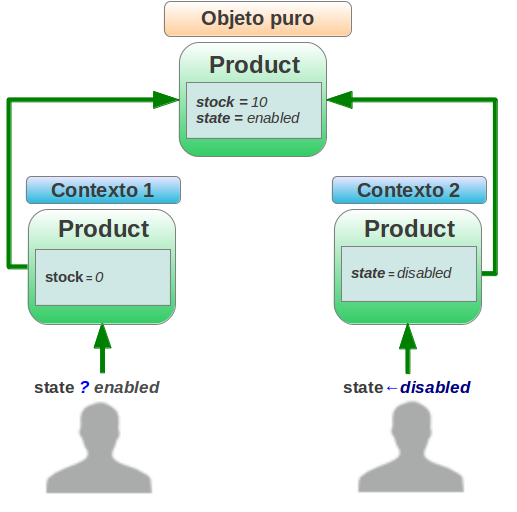 Objeto puro
Product
stock = 10
state = enabled
Contexto 1
Product
stock = 0
state ? enabled
Contexto 2
Product
state = disabled
state←disabled